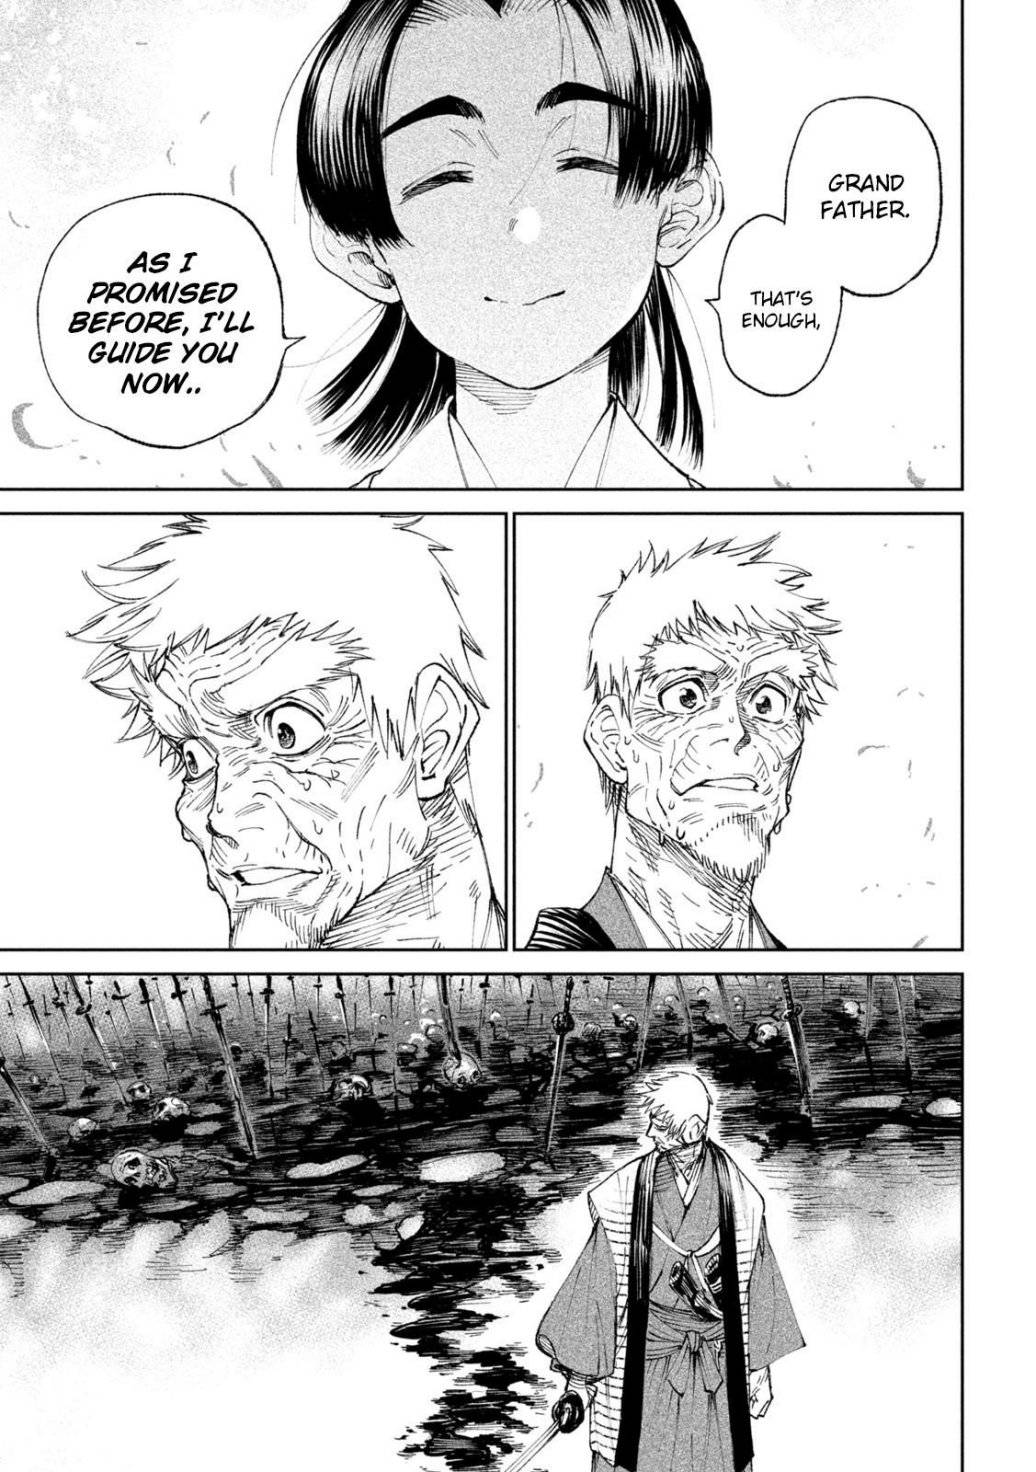 GRAND
FATHER.
THAT'S
ENOUGH,
AS I
PROMISED
BEFORE, I'LL
GUIDE YOU
NOW..